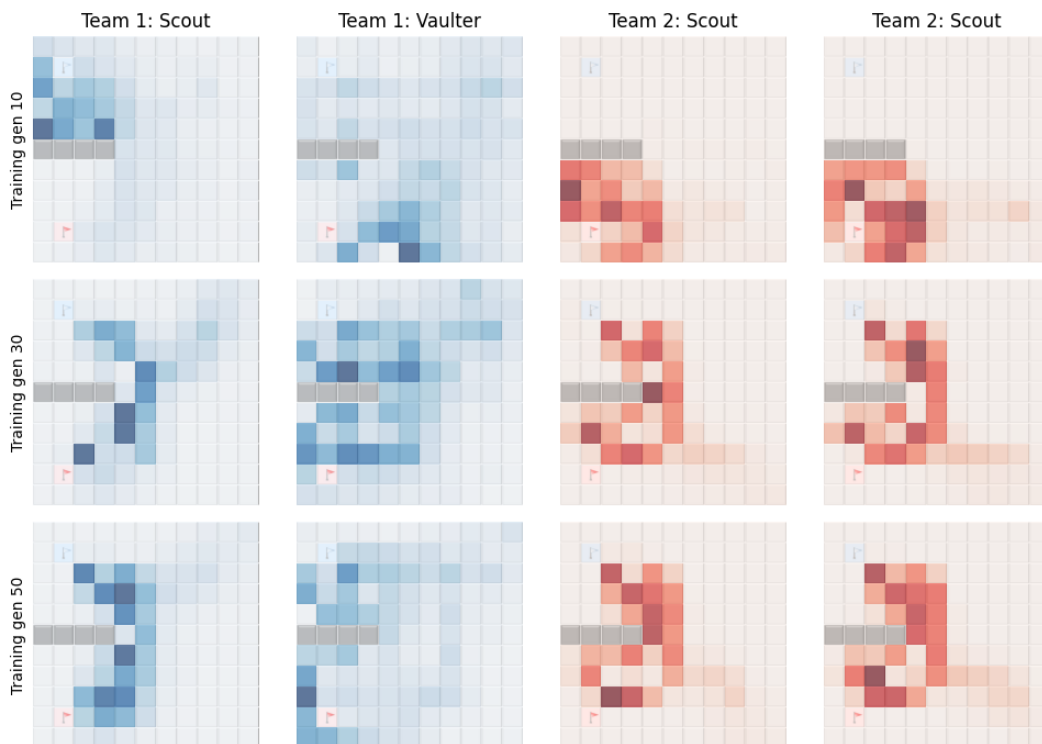 Team 1: Scout
Team 1: Vaulter
Team 2: Scout
Team 2: Scout
Training gen 10
Training gen 30
Training gen 50